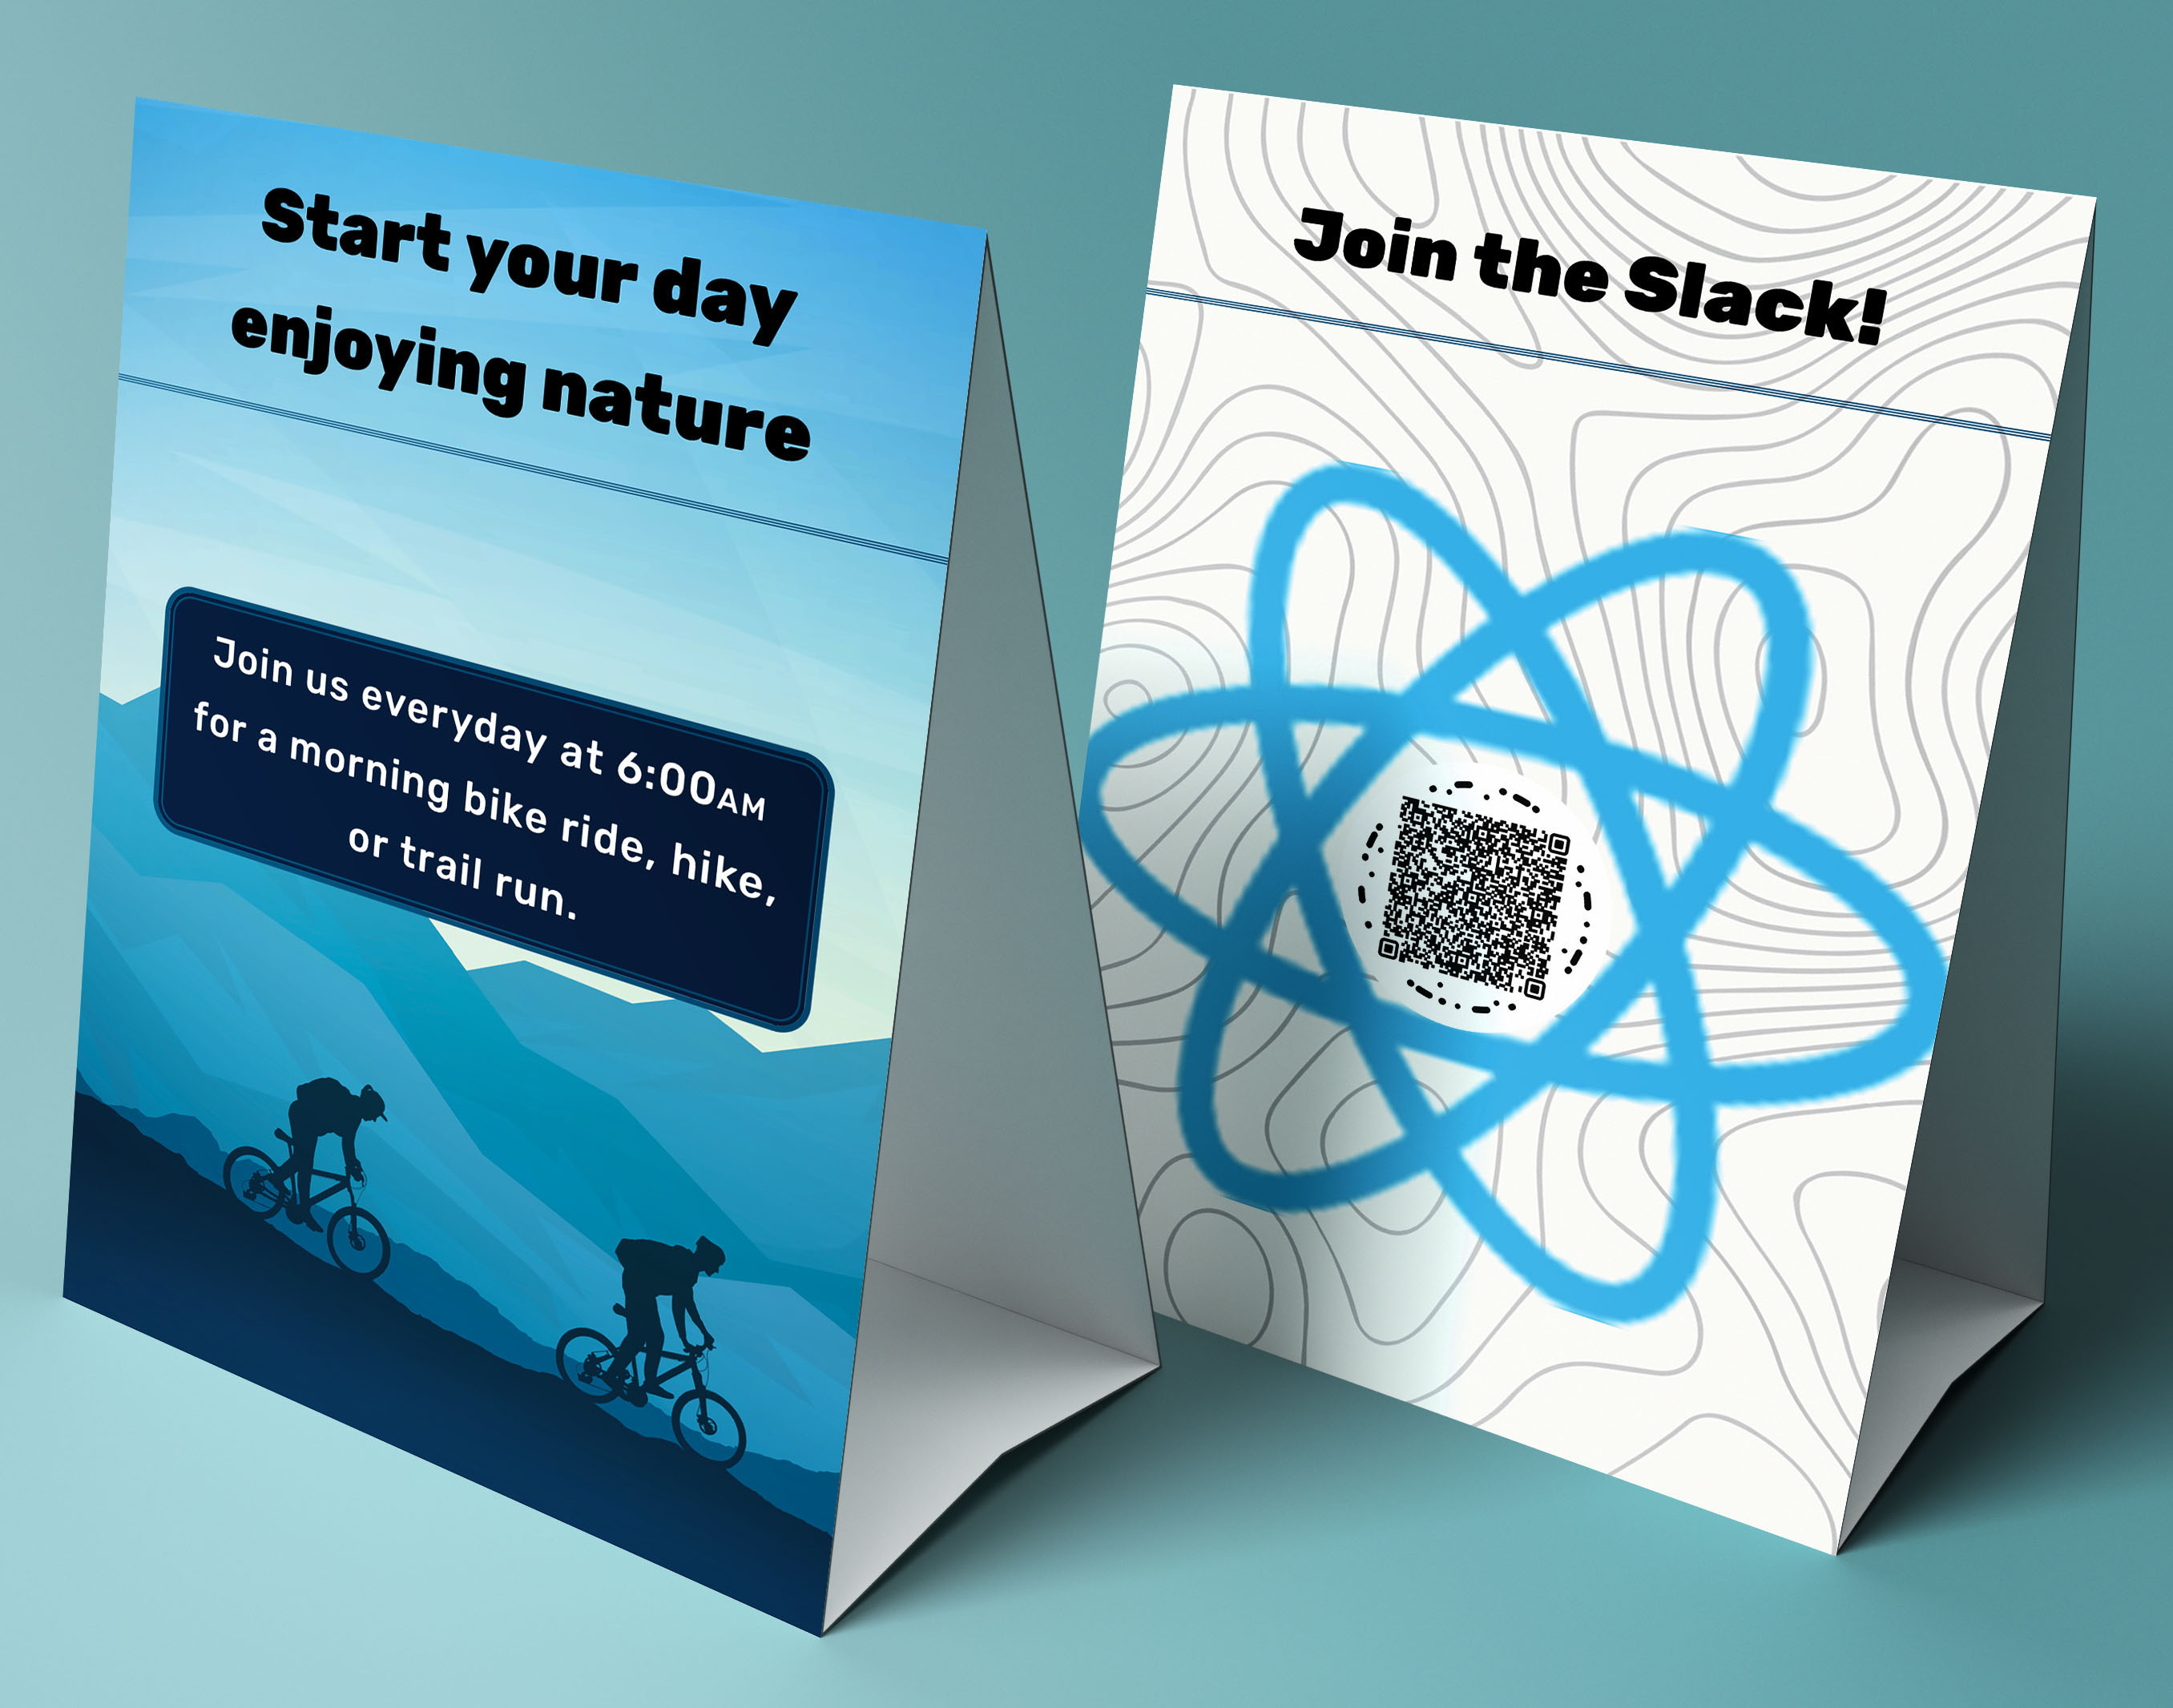 Start your day
enjoying nature
Join us everyday at 6:00AM
for a morning bike ride, hike,
or trail run.
Join the Slack!